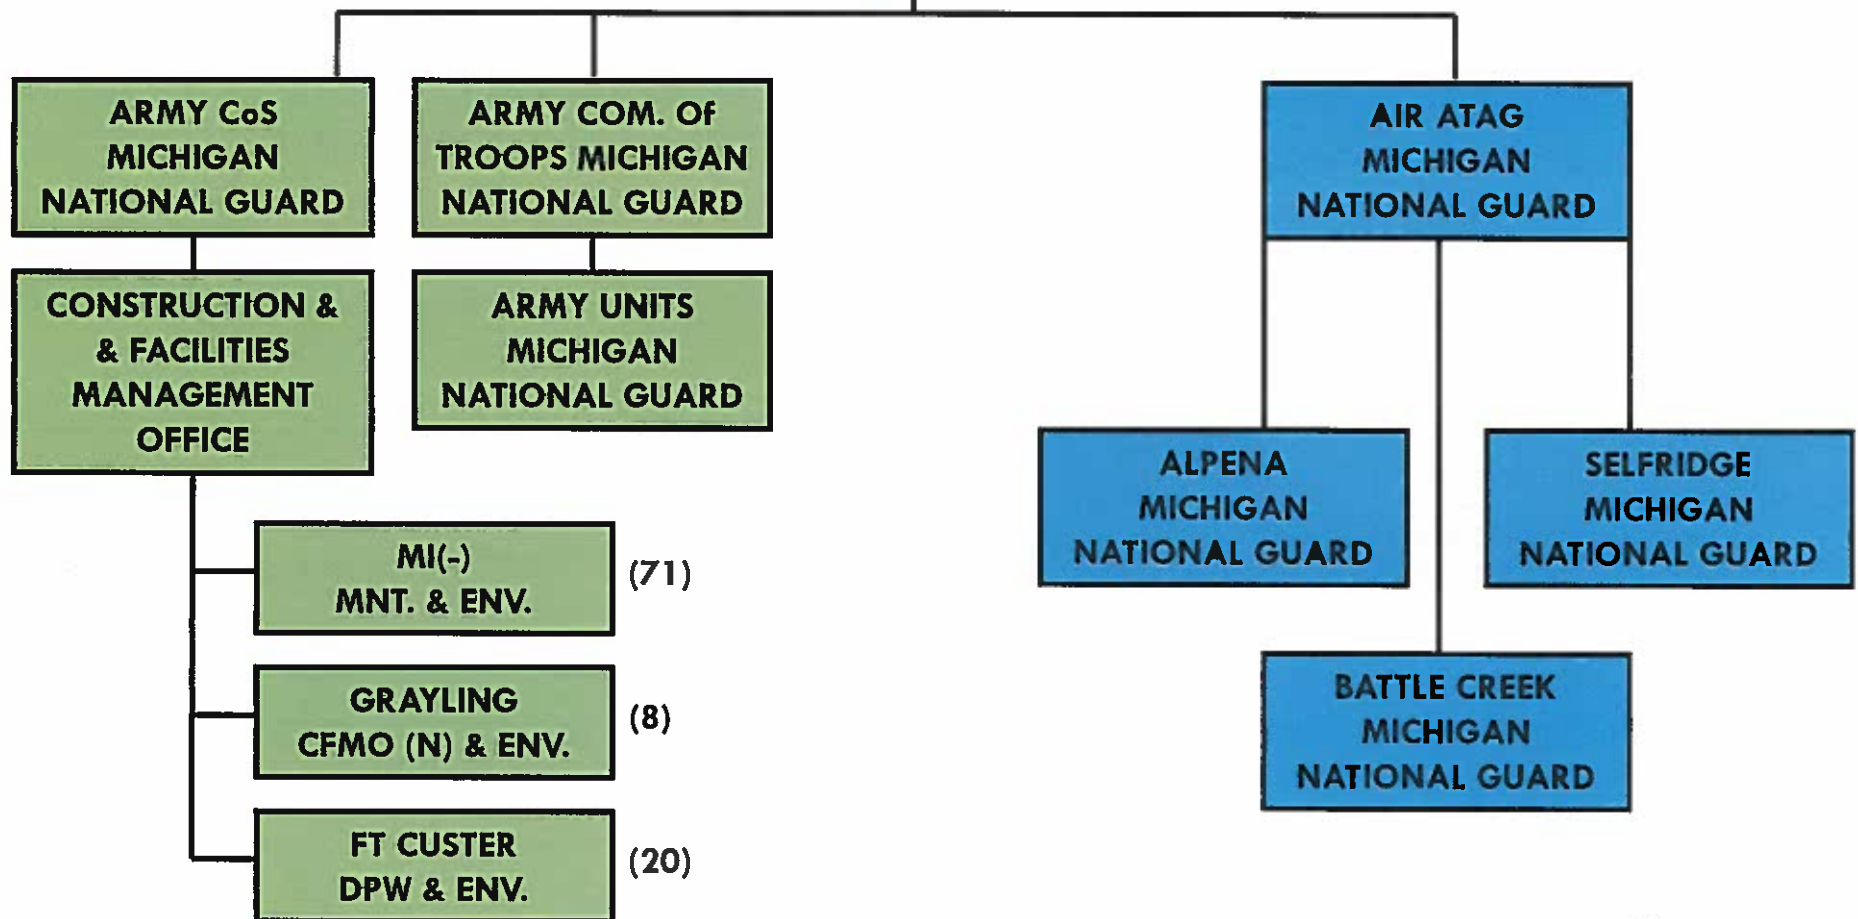 ARMY CoS
MICHIGAN
NATIONAL GUARD
ARMY COM. Of
TROOPS MICHIGAN
NATIONAL GUARD
AIR ATAG
MICHIGAN
NATIONAL GUARD
CONSTRUCTION &
& FACILITIES
MANAGEMENT
OFFICE
ARMY UNITS
MICHIGAN
NATIONAL GUARD
ALPENA
MICHIGAN
NATIONAL GUARD
SELFRIDGE
MICHIGAN
NATIONAL GUARD
MI(-)
MNT. & ENV.
(71)
GRAYLING
CFMO (N) & ENV.
(8)
BATTLE CREEK
MICHIGAN
NATIONAL GUARD
FT CUSTER
DPW & ENV.
(20)